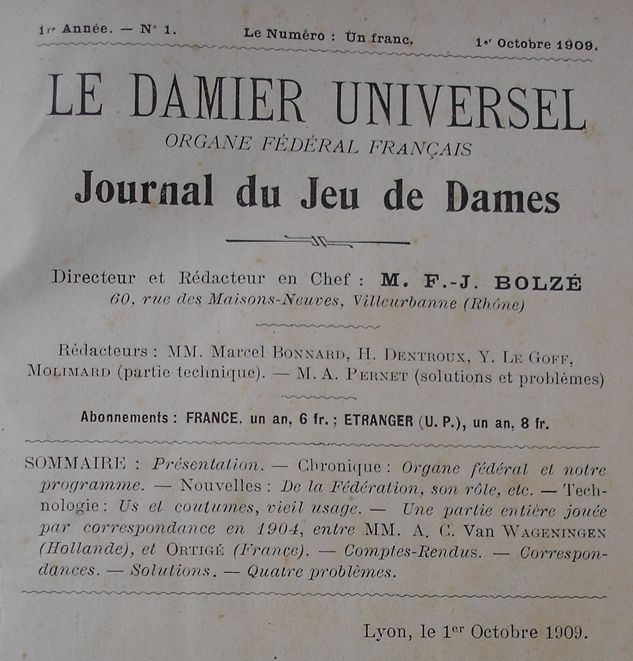 1re Année. — N° 1.   Le Numéro : Un franc.   1er Octobre 1909.
LE DAMIER UNIVERSEL
ORGANE FÉDÉRAL FRANÇAIS
Journal du Jeu de Dames
Directeur et Rédacteur en Chef : M. F.-J. BOLZÉ
60, rue des Maisons-Neuves, Villeurbanne (Rhône)
Rédacteurs : MM. Marcel BONNARD, H. DENTROUX, Y. LE GOFF,
MOLIMARD (partie technique). — M. A. PERNET (solutions et problèmes)
Abonnements : FRANCE, un an, 6 fr. ; ETRANGER (U. P.), un an, 8 fr.
SOMMAIRE : Présentation. — Chronique : Organe fédéral et notre
programme. — Nouvelles : De la Fédération, son rôle, etc. — Tech-
nologie : Us et coutumes, vieil usage. — Une partie entière jouée
par correspondance en 1904, entre MM. A. C. Van WAGENINGEN
(Hollande), et ORTIGÉ (France). — Comptes-Rendus. — Correspon-
dances. — Solutions. — Quatre problèmes.
Lyon, le 1er Octobre 1909.